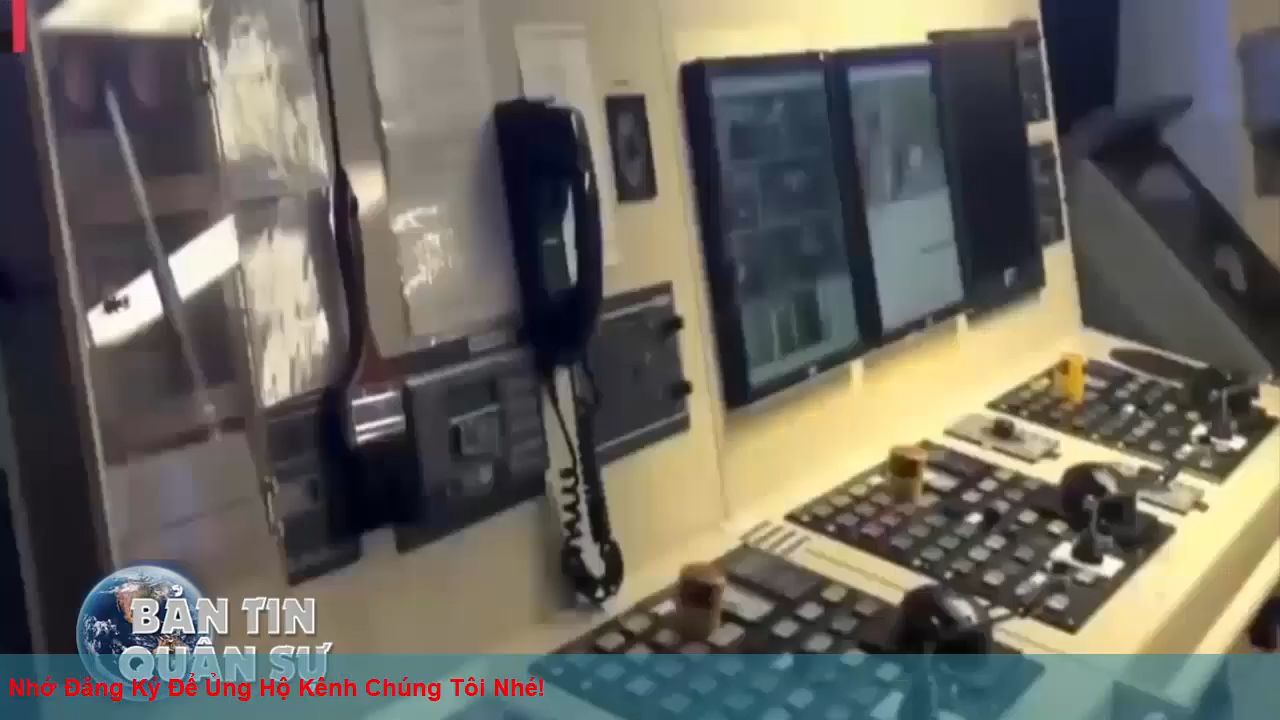 BẢN TIN
QUÂN SỰ
Nhớ Đăng Ký Để Ủng Hộ Kênh Chúng Tôi Nhé!